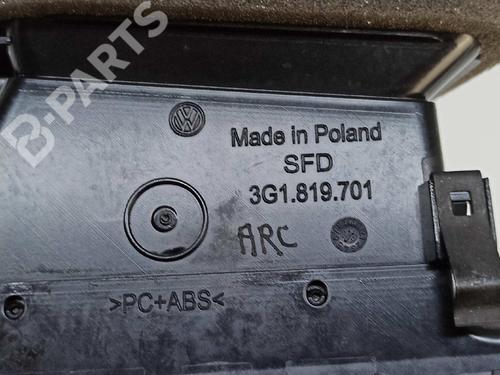 B-PARTS
Made in Poland
SFD
3G1.819.701
ARC
>PC+ABS<